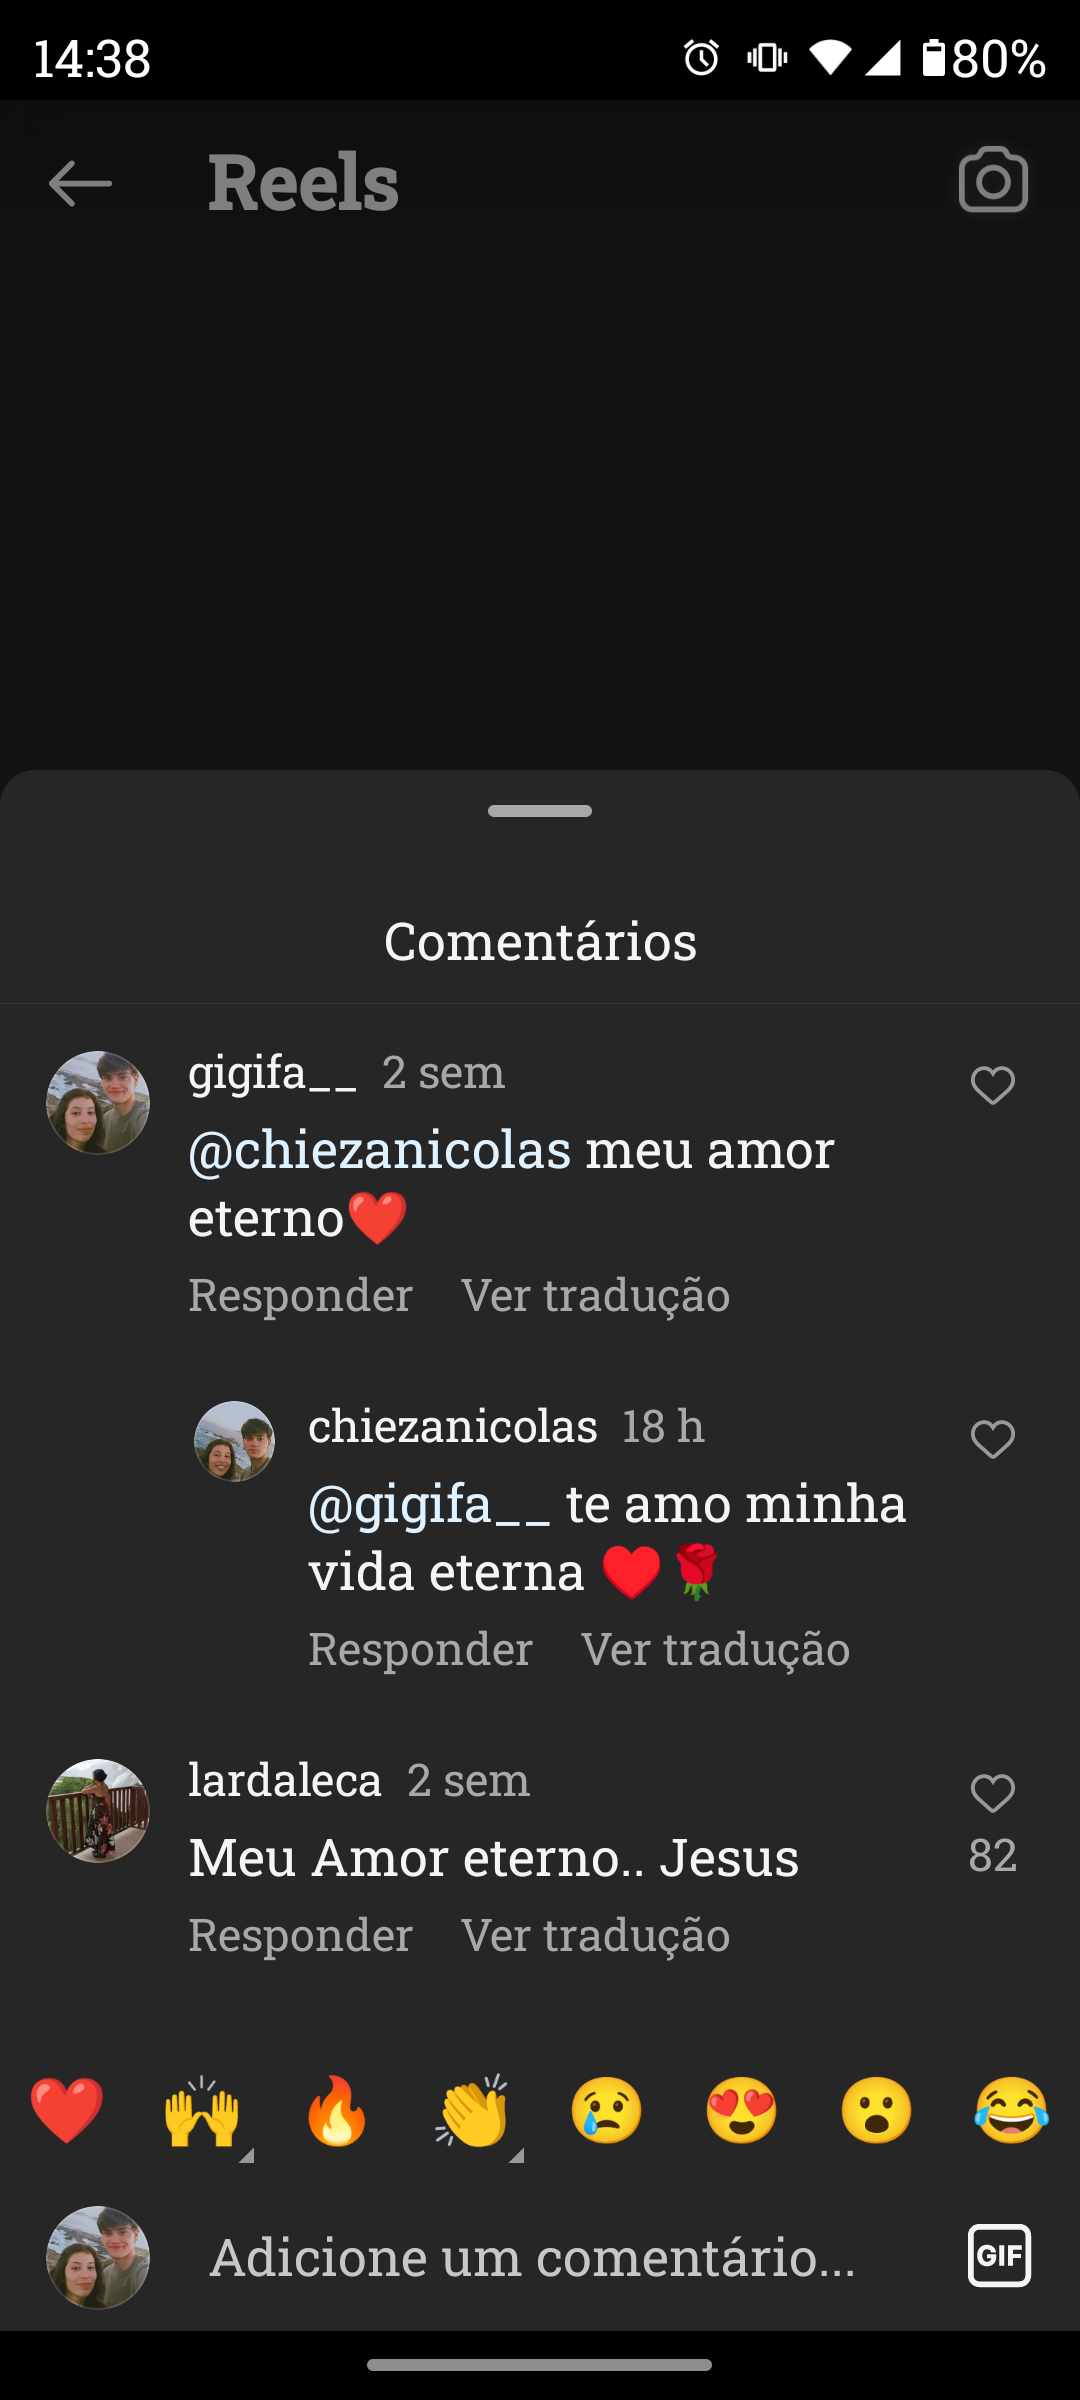 14:38 80%
Reels
Comentários
gigifa__ 2 sem
@chiezanicolas meu amor
eterno❤️
Responder Ver tradução
chiezanicolas 18 h
@gigifa__ te amo minha
vida eterna ♥️🌹
Responder Ver tradução
lardaleca 2 sem
Meu Amor eterno.. Jesus
82
Responder Ver tradução
❤️ 🙌 🔥 👏 😢 😍 😮 😂
Adicione um comentário... GIF